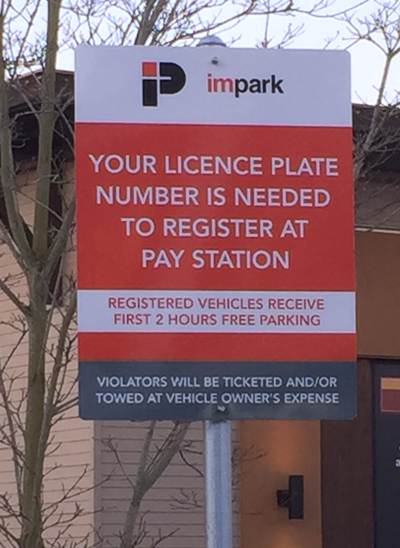 impark
YOUR LICENCE PLATE
NUMBER IS NEEDED
TO REGISTER AT
PAY STATION
REGISTERED VEHICLES RECEIVE
FIRST 2 HOURS FREE PARKING
VIOLATORS WILL BE TICKETED AND/OR
TOWED AT VEHICLE OWNER'S EXPENSE